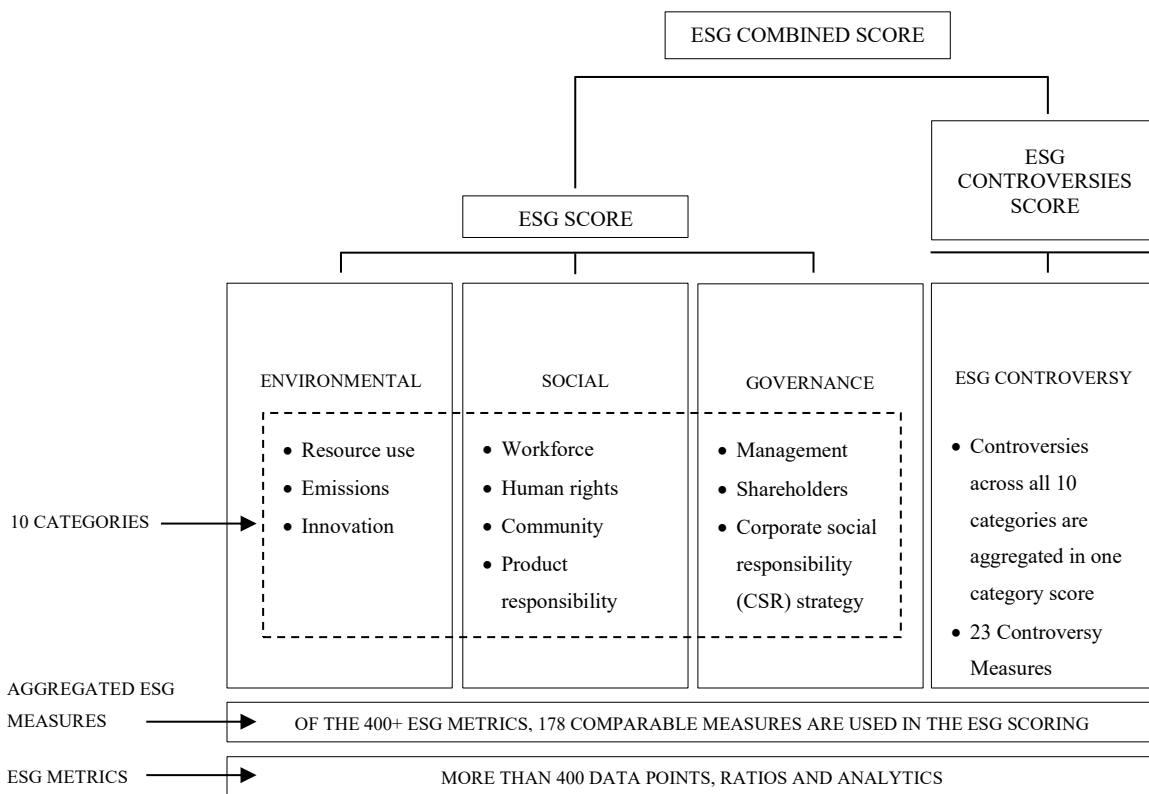 ESG COMBINED SCORE
ESG
CONTROVERSIES
SCORE
ESG SCORE
ENVIRONMENTAL
SOCIAL
GOVERNANCE
ESG CONTROVERSY
10 CATEGORIES
• Resource use
• Emissions
• Innovation
• Workforce
• Human rights
• Community
• Product
responsibility
• Management
• Shareholders
• Corporate social
responsibility
(CSR) strategy
• Controversies
across all 10
categories are
aggregated in one
category score
• 23 Controversy
Measures
AGGREGATED ESG
MEASURES
OF THE 400+ ESG METRICS, 178 COMPARABLE MEASURES ARE USED IN THE ESG SCORING
ESG METRICS
MORE THAN 400 DATA POINTS, RATIOS AND ANALYTICS